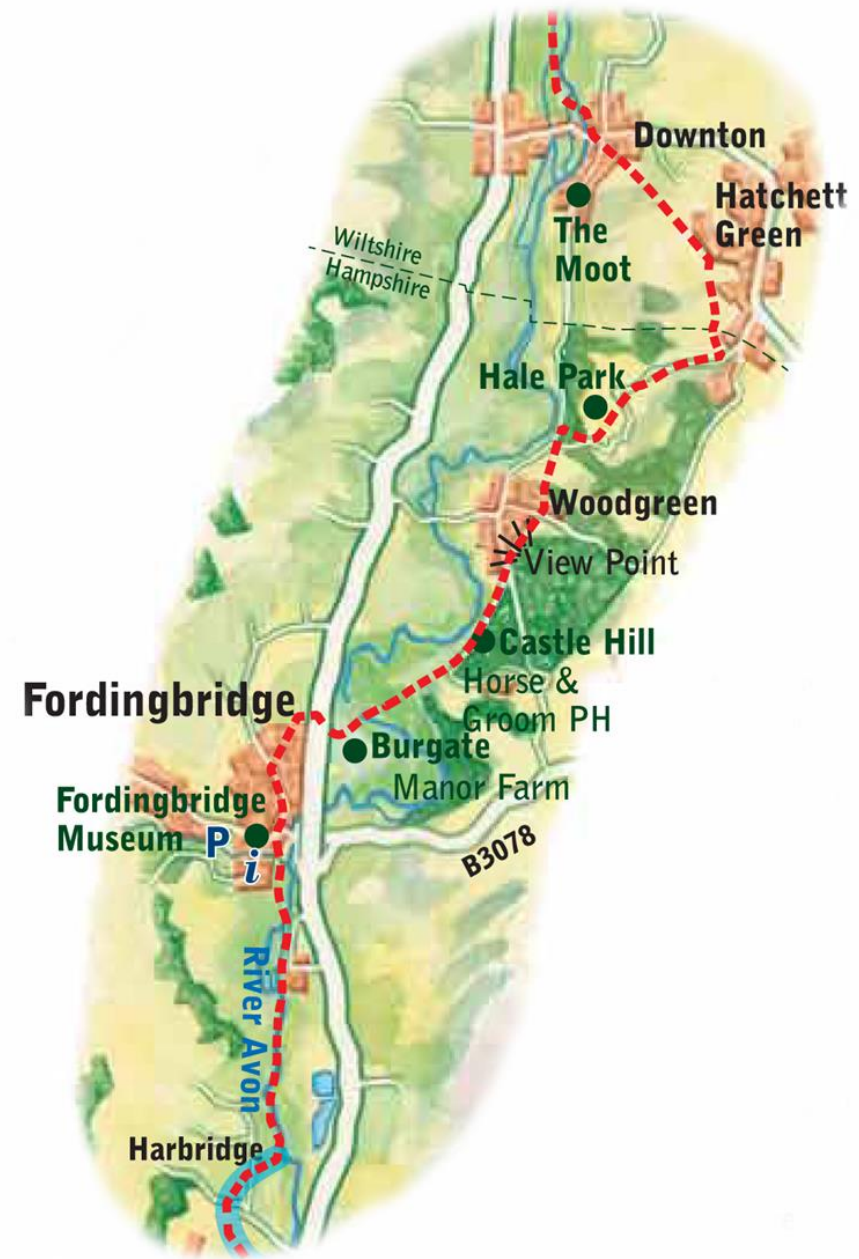 Downton
Hatchett
Green
The
Moot
Wiltshire
Hampshire
Hale Park
Woodgreen
View Point
Castle Hill
Horse &
Groom PH
Fordingbridge
Burgate
Manor Farm
Fordingbridge
Museum P
i
B3078
River Avon
Harbridge